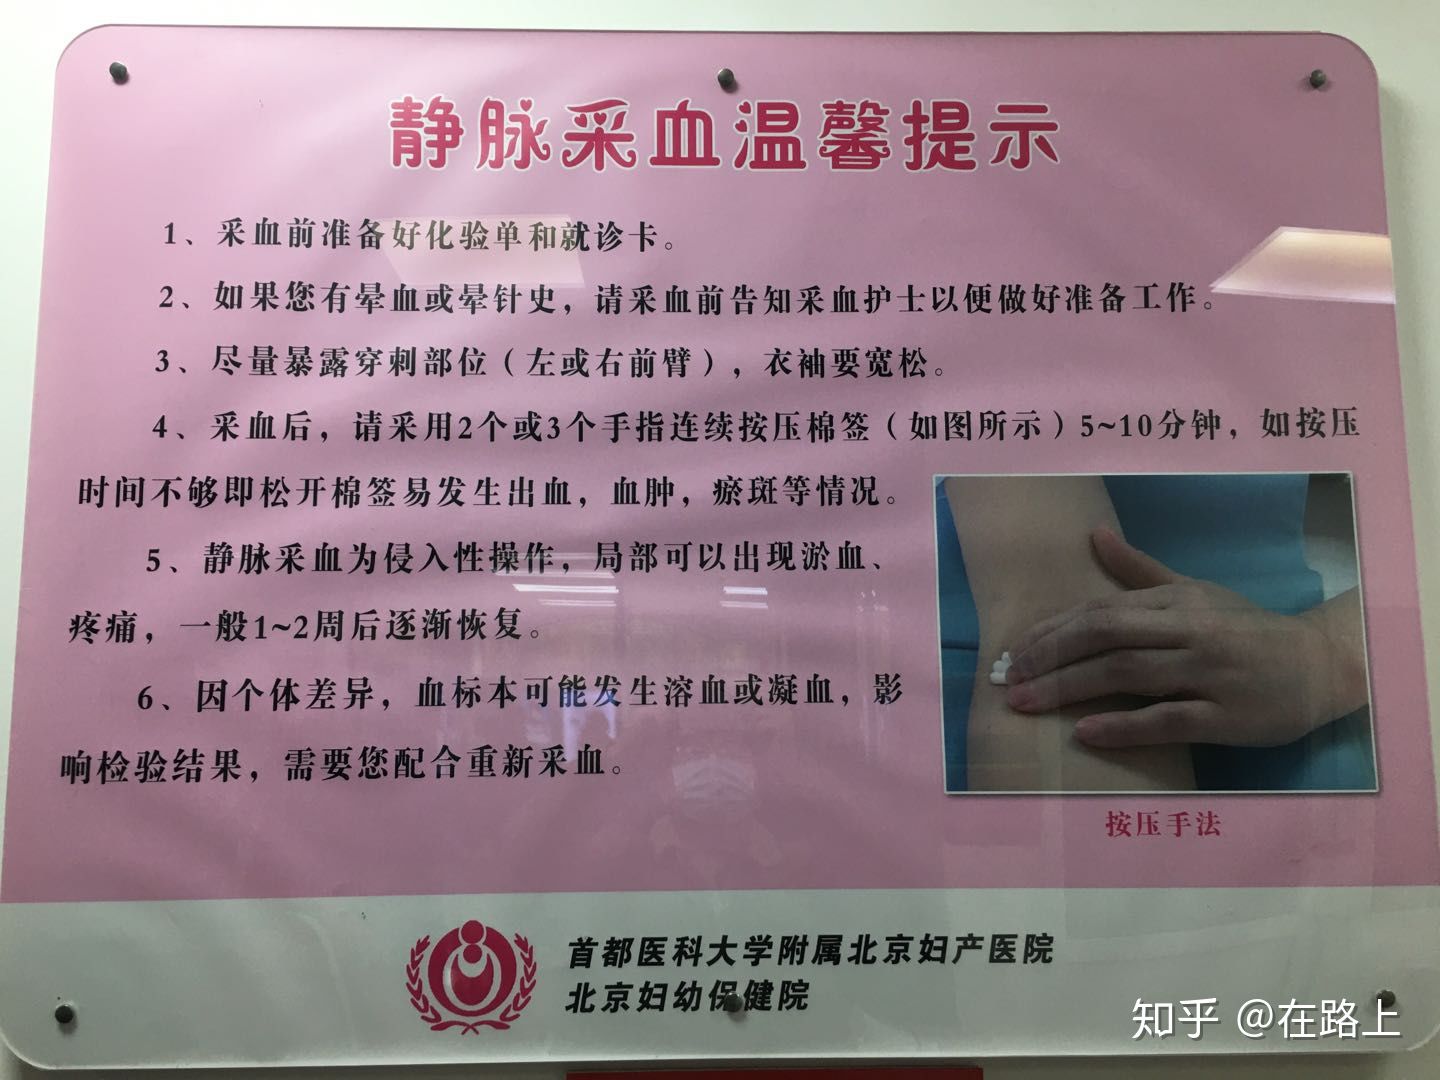 静脉采血温馨提示
1、采血前准备好化验单和就诊卡。
2、如果您有晕血或晕针史，请采血前告知采血护士以便做好准备工作。
3、尽量暴露穿刺部位（左或右前臂），衣袖要宽松。
4、采血后，请采用2个或3个手指连续按压棉签（如图所示）5~10分钟，如按压
时间不够即松开棉签易发生出血，血肿，瘀斑等情况。
5、静脉采血为侵入性操作，局部可以出现淤血、
疼痛，一般1~2周后逐渐恢复。
6、因个体差异，血标本可能发生溶血或凝血，影
响检验结果，需要您配合重新采血。
按压手法
首都医科大学附属北京妇产医院
北京妇幼保健院
知乎 @在路上